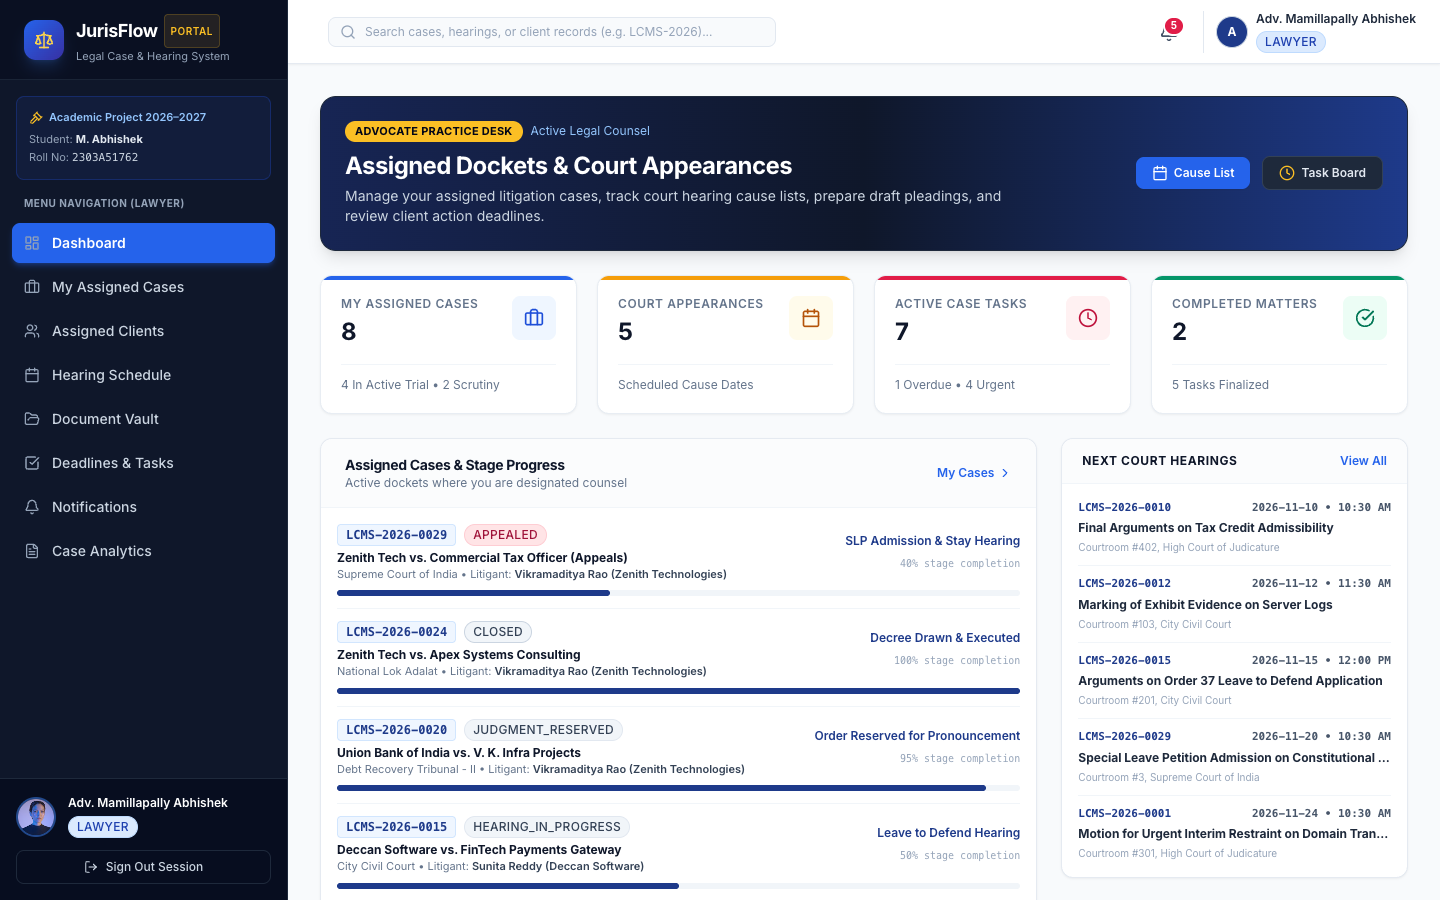 JurisFlow PORTAL
Legal Case & Hearing System
Academic Project 2026–2027
Student: M. Abhishek
Roll No: 2303A51762
MENU NAVIGATION (LAWYER)
Dashboard
My Assigned Cases
Assigned Clients
Hearing Schedule
Document Vault
Deadlines & Tasks
Notifications
Case Analytics
Adv. Mamillapally Abhishek
LAWYER
Sign Out Session
Search cases, hearings, or client records (e.g. LCMS-2026)...
5
A
Adv. Mamillapally Abhishek
LAWYER
ADVOCATE PRACTICE DESK Active Legal Counsel
Assigned Dockets & Court Appearances
Manage your assigned litigation cases, track court hearing cause lists, prepare draft pleadings, and
review client action deadlines.
Cause List
Task Board
MY ASSIGNED CASES
8
4 In Active Trial • 2 Scrutiny
COURT APPEARANCES
5
Scheduled Cause Dates
ACTIVE CASE TASKS
7
1 Overdue • 4 Urgent
COMPLETED MATTERS
2
5 Tasks Finalized
Assigned Cases & Stage Progress
Active dockets where you are designated counsel
My Cases
LCMS-2026-0029 APPEALED
Zenith Tech vs. Commercial Tax Officer (Appeals)
Supreme Court of India • Litigant: Vikramaditya Rao (Zenith Technologies)
SLP Admission & Stay Hearing
40% stage completion
LCMS-2026-0024 CLOSED
Zenith Tech vs. Apex Systems Consulting
National Lok Adalat • Litigant: Vikramaditya Rao (Zenith Technologies)
Decree Drawn & Executed
100% stage completion
LCMS-2026-0020 JUDGMENT_RESERVED
Union Bank of India vs. V. K. Infra Projects
Debt Recovery Tribunal - II • Litigant: Vikramaditya Rao (Zenith Technologies)
Order Reserved for Pronouncement
95% stage completion
LCMS-2026-0015 HEARING_IN_PROGRESS
Deccan Software vs. FinTech Payments Gateway
City Civil Court • Litigant: Sunita Reddy (Deccan Software)
Leave to Defend Hearing
50% stage completion
NEXT COURT HEARINGS
View All
LCMS-2026-0010 2026-11-10 • 10:30 AM
Final Arguments on Tax Credit Admissibility
Courtroom #402, High Court of Judicature
LCMS-2026-0012 2026-11-12 • 11:30 AM
Marking of Exhibit Evidence on Server Logs
Courtroom #103, City Civil Court
LCMS-2026-0015 2026-11-15 • 12:00 PM
Arguments on Order 37 Leave to Defend Application
Courtroom #201, City Civil Court
LCMS-2026-0029 2026-11-20 • 10:30 AM
Special Leave Petition Admission on Constitutional ...
Courtroom #3, Supreme Court of India
LCMS-2026-0001 2026-11-24 • 10:30 AM
Motion for Urgent Interim Restraint on Domain Tran...
Courtroom #301, High Court of Judicature